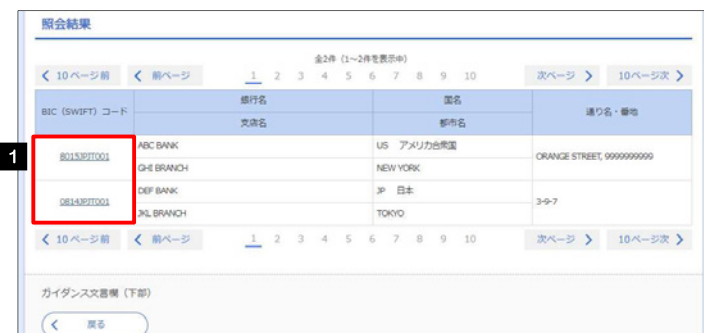 照会結果
全2件（1～2件を表示中）
10ページ前 前ページ 1 2 3 4 5 6 7 8 9 10 次ページ 10ページ次
BIC（SWIFT）コード 銀行名 国名 通り名・番地
支店名 都市名
1
8015JPJT001 ABC BANK US アメリカ合衆国 ORANGE STREET, 9999999999
GHI BRANCH NEW YORK
0814JPJT001 DEF BANK JP 日本 3-9-7
JKL BRANCH TOKYO
10ページ前 前ページ 1 2 3 4 5 6 7 8 9 10 次ページ 10ページ次
ガイダンス文言欄（下部）
戻る